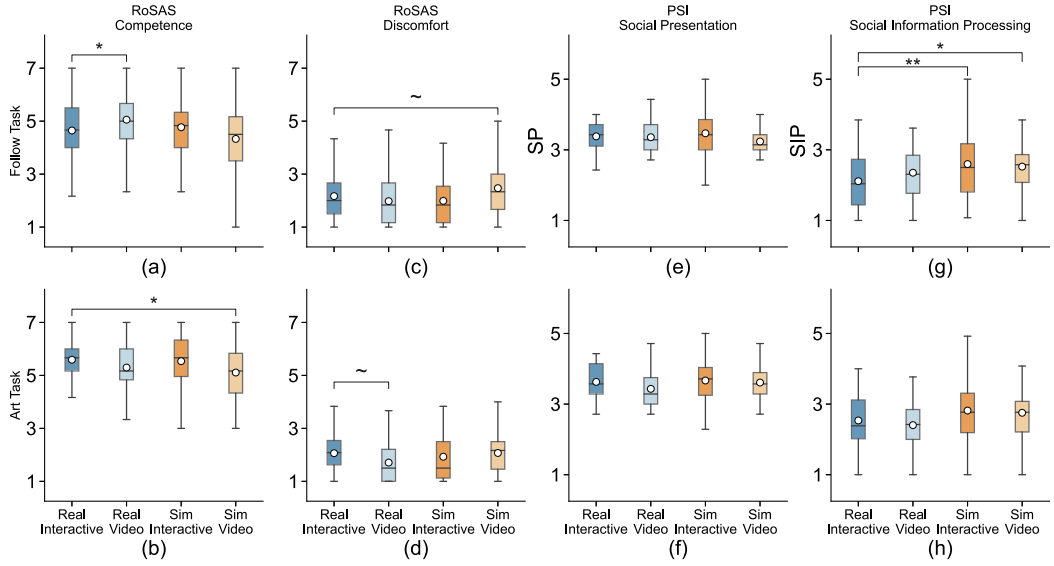 RoSAS
Competence
RoSAS
Discomfort
PSI
Social Presentation
PSI
Social Information Processing
Follow Task
7
5
3
1
*
(a)
7
5
3
1
~
(c)
SP
5
3
1
(e)
SIP
5
3
1
*
**
(g)
Art Task
7
5
3
1
*
Real
Interactive
Real
Video
Sim
Interactive
Sim
Video
(b)
7
5
3
1
~
Real
Interactive
Real
Video
Sim
Interactive
Sim
Video
(d)
5
3
1
Real
Interactive
Real
Video
Sim
Interactive
Sim
Video
(f)
5
3
1
Real
Interactive
Real
Video
Sim
Interactive
Sim
Video
(h)